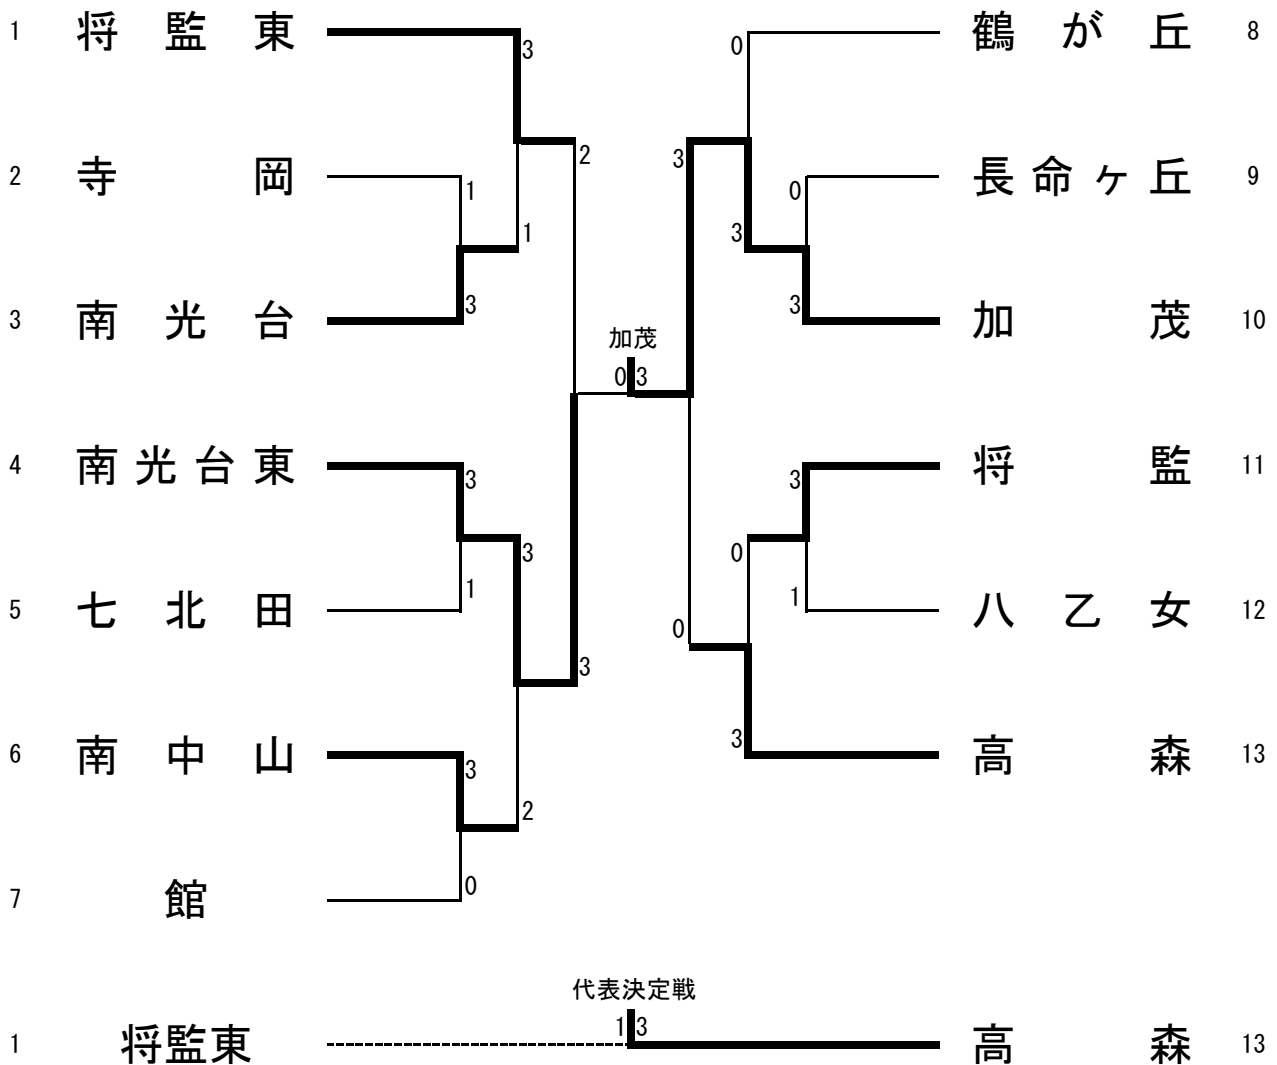 1 将監東 3 0 鶴が丘 8
2
2 寺岡 1 3 0 長命ヶ丘 9
1 3
3 南光台 3 3 加茂 10
加茂
0 3
4 南光台東 3 3 将監 11
3 0
5 七北田 1 1 八乙女 12
0
3
6 南中山 3 3 高森 13
2
7 館 0
代表決定戦
1 将監東 1 3 高森 13